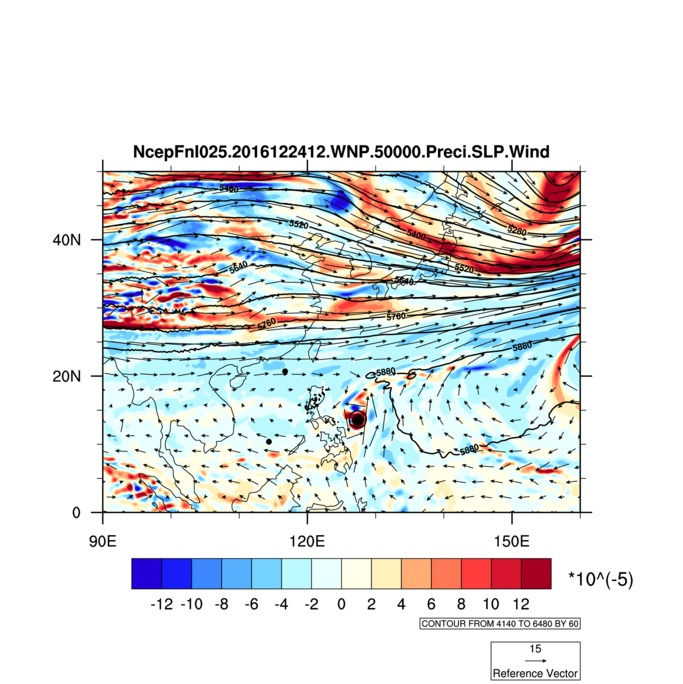 NcepFnl025.2016122412.WNP.50000.Preci.SLP.Wind
5400
5520
5280
5400
40N
5640
5520
5640
5760
5760
5880
20N
5880
5880
0
90E 120E 150E
-12 -10 -8 -6 -4 -2 0 2 4 6 8 10 12
*10^(-5)
CONTOUR FROM 4140 TO 6480 BY 60
15
Reference Vector